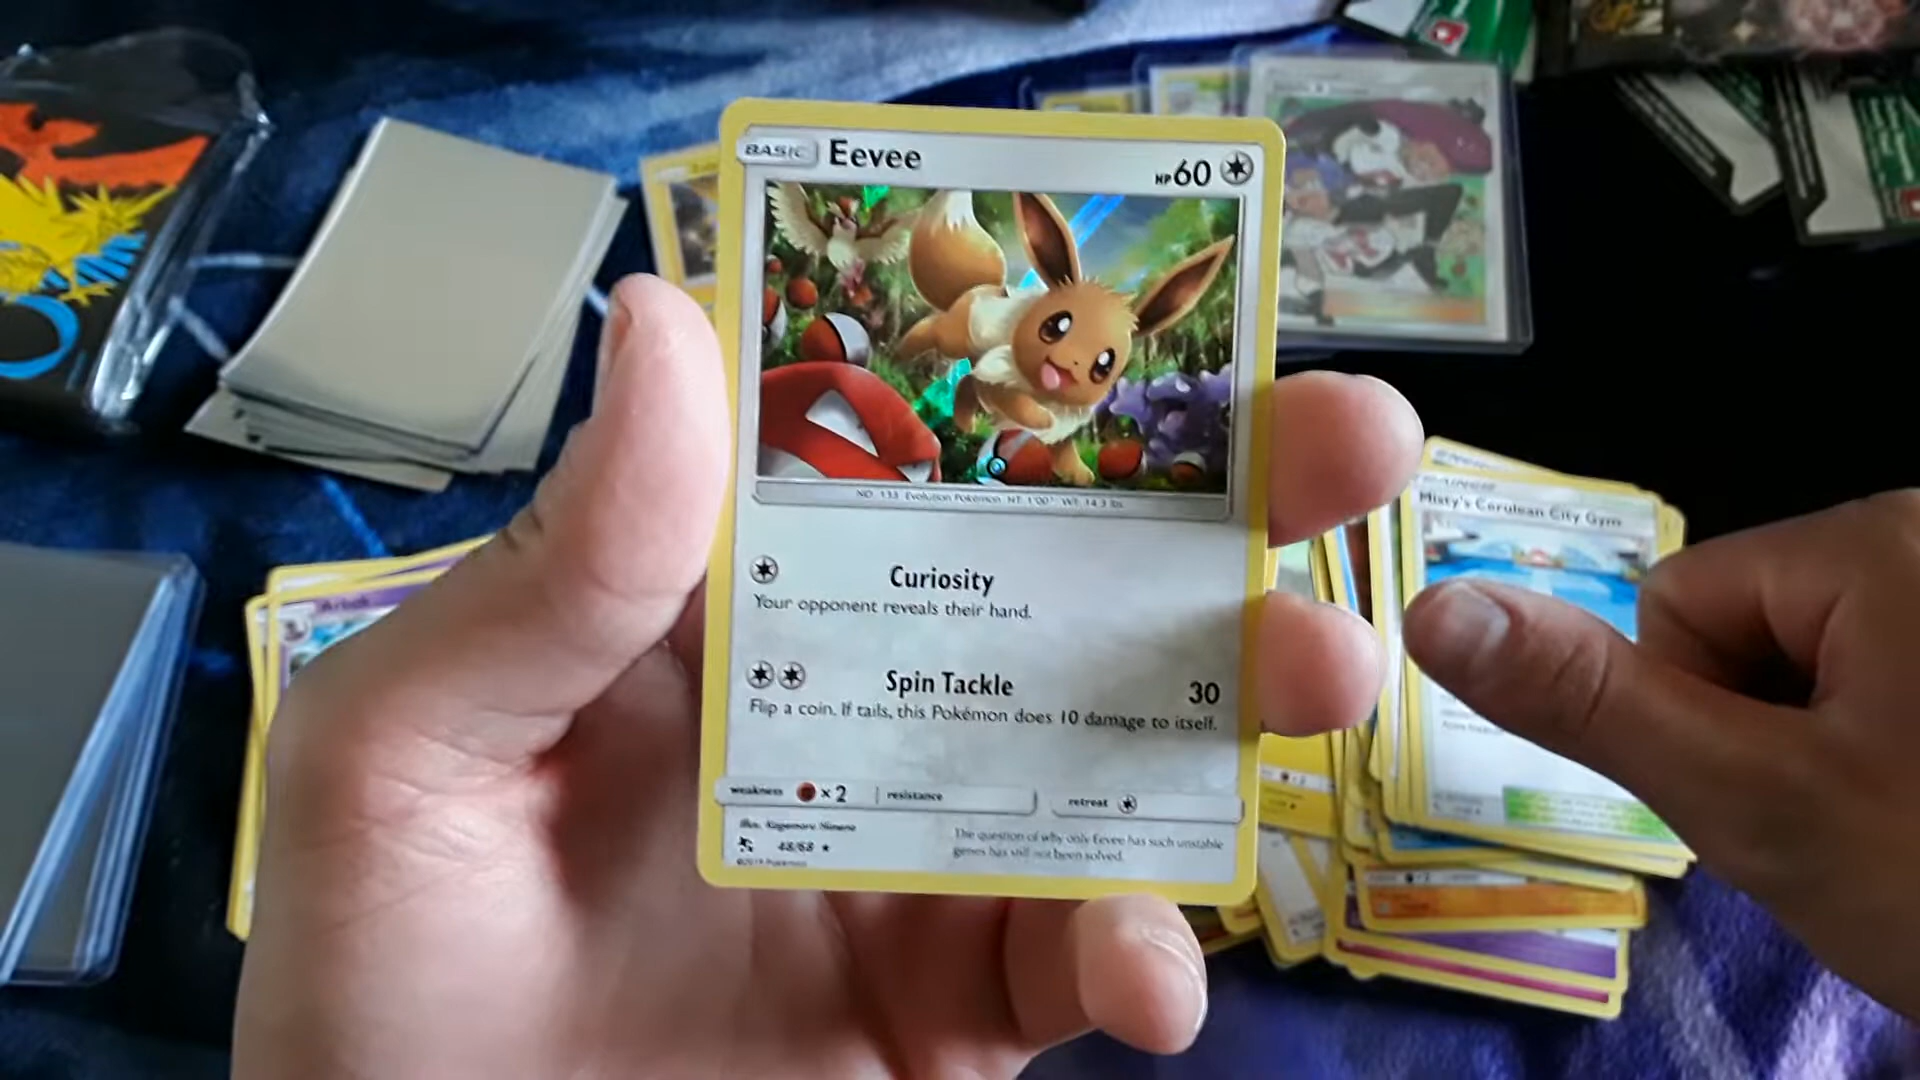 BASIC Eevee HP 60
NO. 133 Evolution Pokémon HT: 1'00" WT: 14.3 lbs.
Curiosity
Your opponent reveals their hand.
Spin Tackle 30
Flip a coin. If tails, this Pokémon does 10 damage to itself.
weakness × 2 resistance retreat
Illus. Kagemaru Himeno
48/68 ★
©2019 Pokémon
The question of why only Eevee has such unstable
genes has still not been solved.
Misty's Cerulean City Gym
Arbok